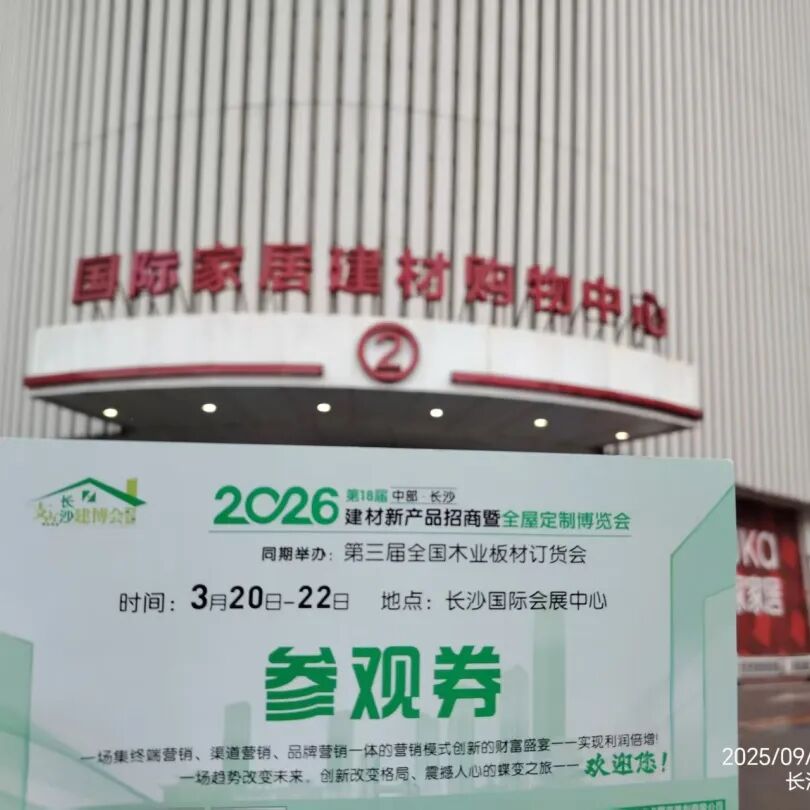 国际家居建材购物中心
2
长沙建博会
2026 第18届 中部·长沙
建材新产品招商暨全屋定制博览会
同期举办：第三届全国木业板材订货会
时间：3月20日-22日 地点：长沙国际会展中心
参观券
一场集终端营销、渠道营销、品牌营销一体的营销模式创新的财富盛宴——实现利润倍增!
一场趋势改变未来、创新改变格局、震撼人心的蝶变之旅——欢迎您!
家居
2025/09/
长